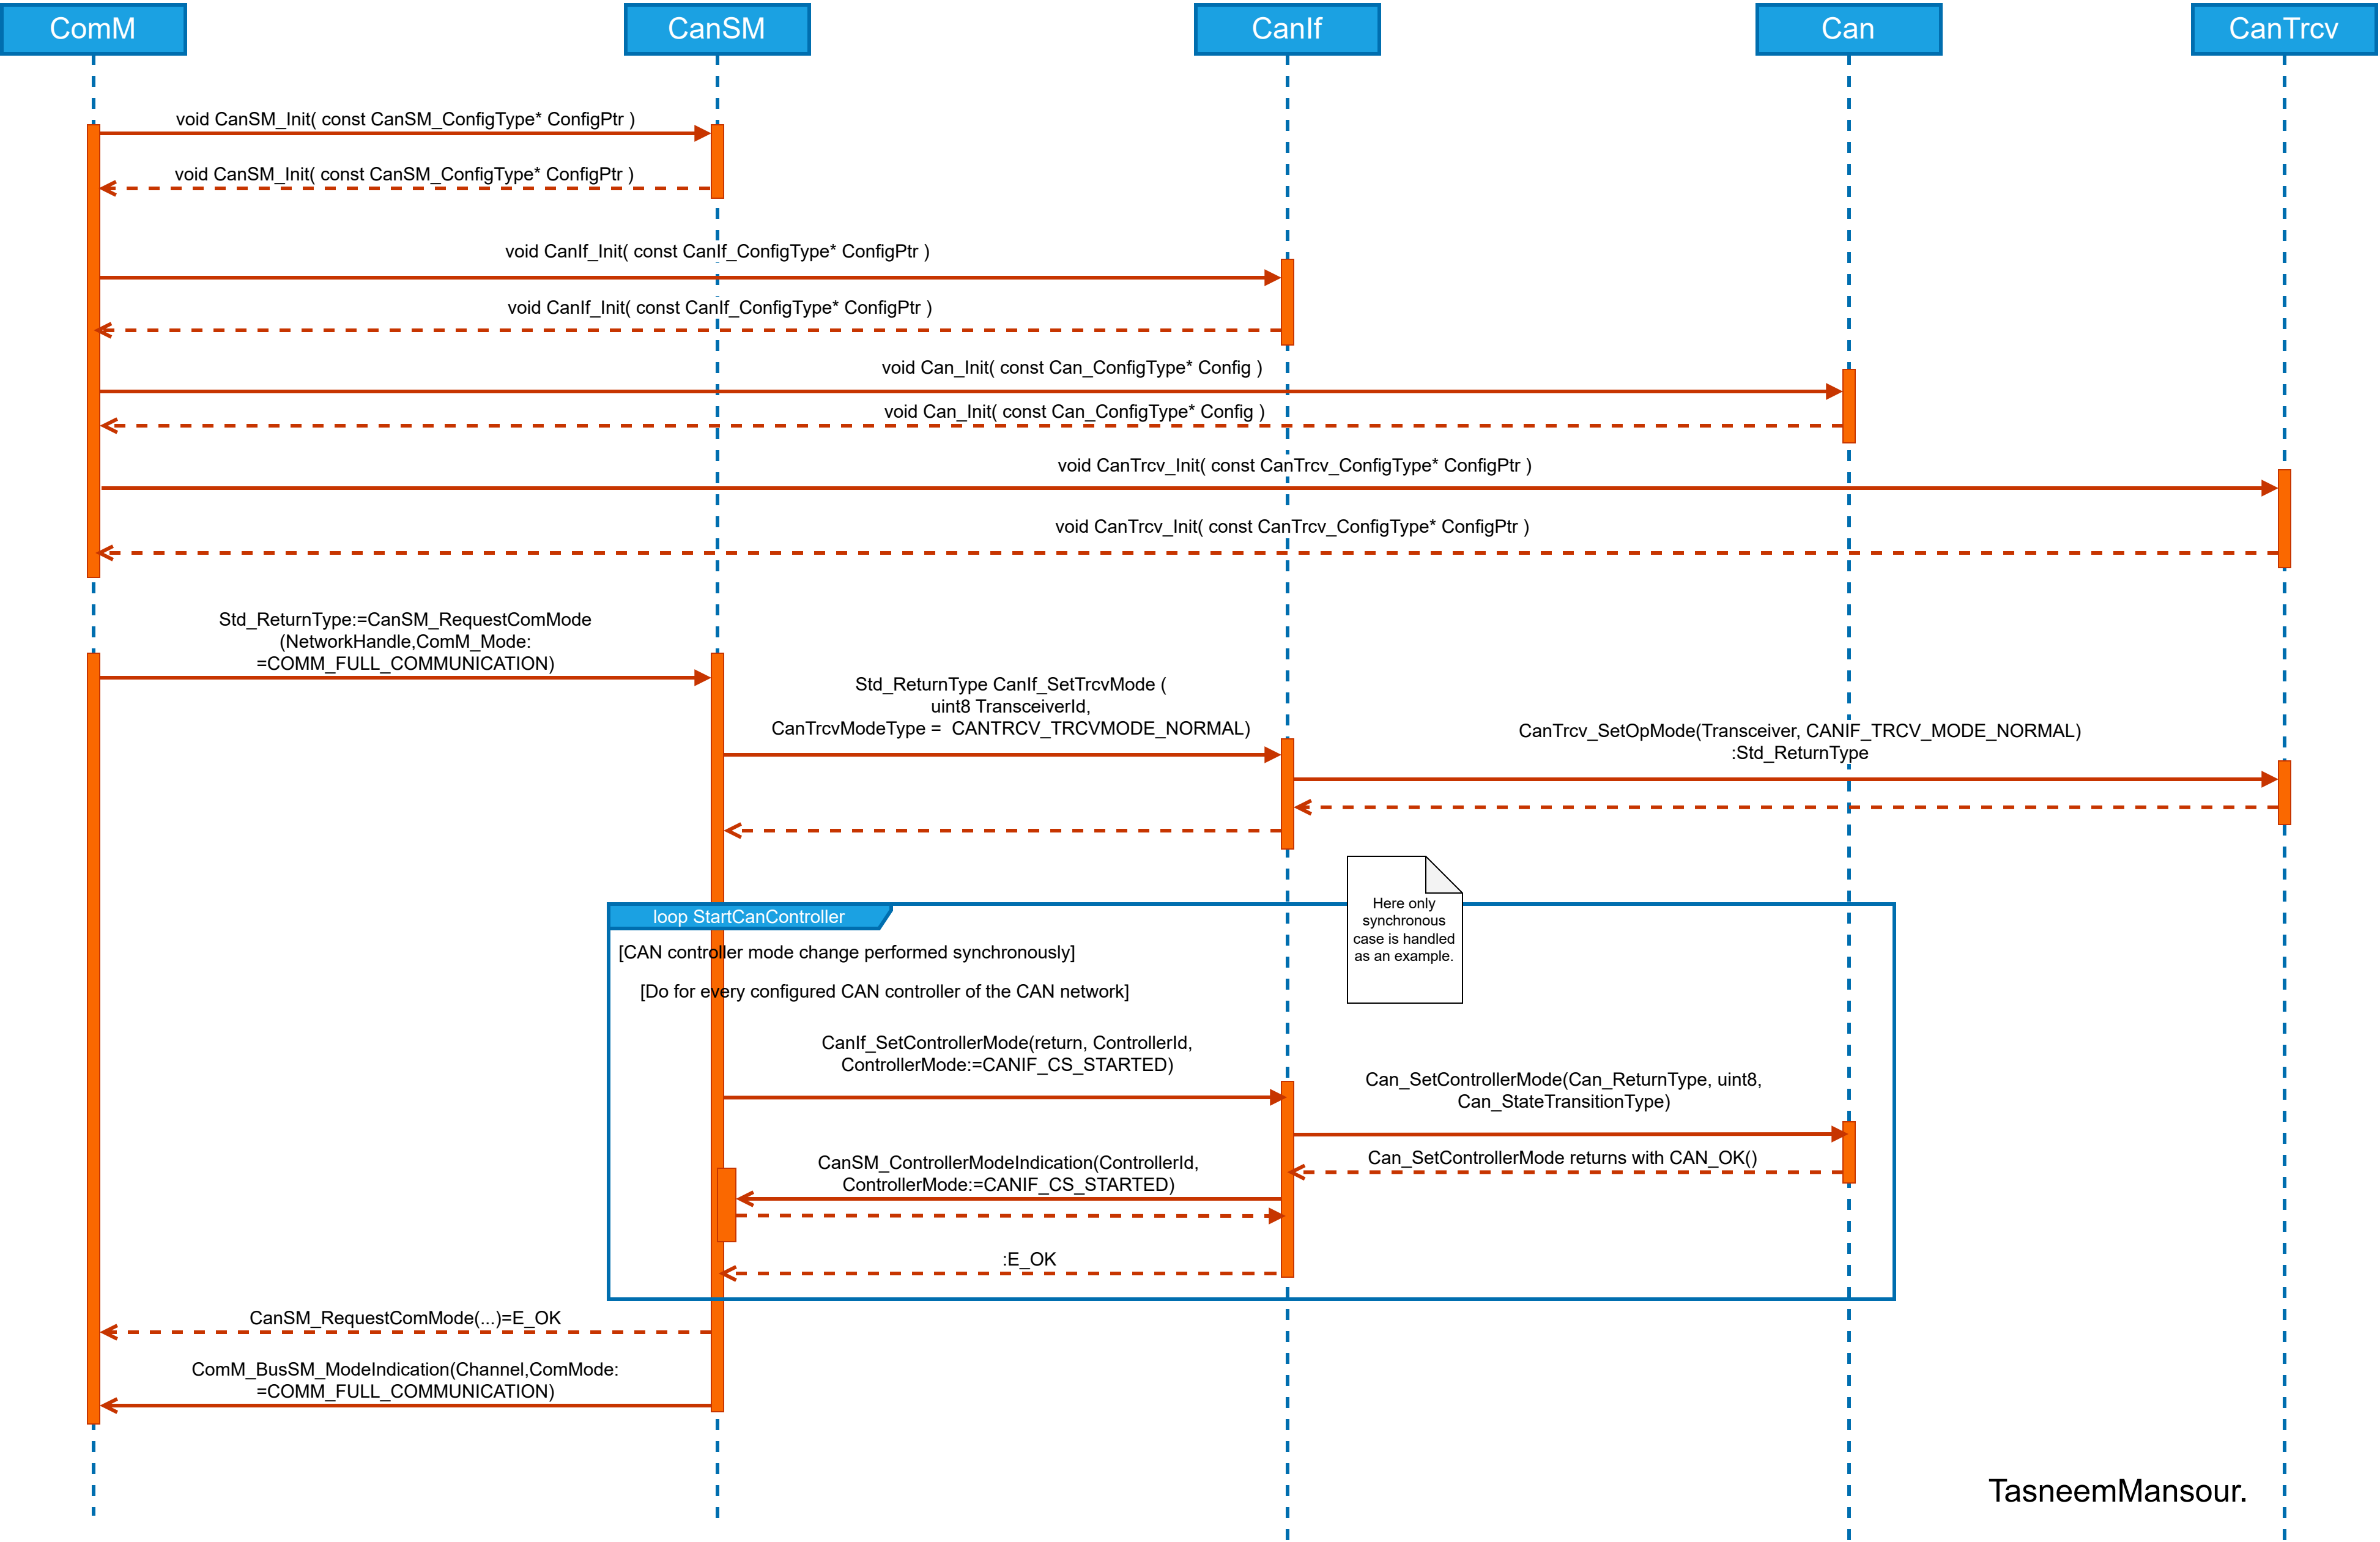 ComM
CanSM
CanIf
Can
CanTrcv
void CanSM_Init( const CanSM_ConfigType* ConfigPtr )
void CanSM_Init( const CanSM_ConfigType* ConfigPtr )
void CanIf_Init( const CanIf_ConfigType* ConfigPtr )
void CanIf_Init( const CanIf_ConfigType* ConfigPtr )
void Can_Init( const Can_ConfigType* Config )
void Can_Init( const Can_ConfigType* Config )
void CanTrcv_Init( const CanTrcv_ConfigType* ConfigPtr )
void CanTrcv_Init( const CanTrcv_ConfigType* ConfigPtr )
Std_ReturnType:=CanSM_RequestComMode
(NetworkHandle,ComM_Mode:
=COMM_FULL_COMMUNICATION)
Std_ReturnType CanIf_SetTrcvMode (
uint8 TransceiverId,
CanTrcvModeType =  CANTRCV_TRCVMODE_NORMAL)
CanTrcv_SetOpMode(Transceiver, CANIF_TRCV_MODE_NORMAL)
:Std_ReturnType
Here only
synchronous
case is handled
as an example.
loop StartCanController
[CAN controller mode change performed synchronously]
[Do for every configured CAN controller of the CAN network]
CanIf_SetControllerMode(return, ControllerId,
ControllerMode:=CANIF_CS_STARTED)
Can_SetControllerMode(Can_ReturnType, uint8,
Can_StateTransitionType)
Can_SetControllerMode returns with CAN_OK()
CanSM_ControllerModeIndication(ControllerId,
ControllerMode:=CANIF_CS_STARTED)
:E_OK
CanSM_RequestComMode(...)=E_OK
ComM_BusSM_ModeIndication(Channel,ComMode:
=COMM_FULL_COMMUNICATION)
TasneemMansour.